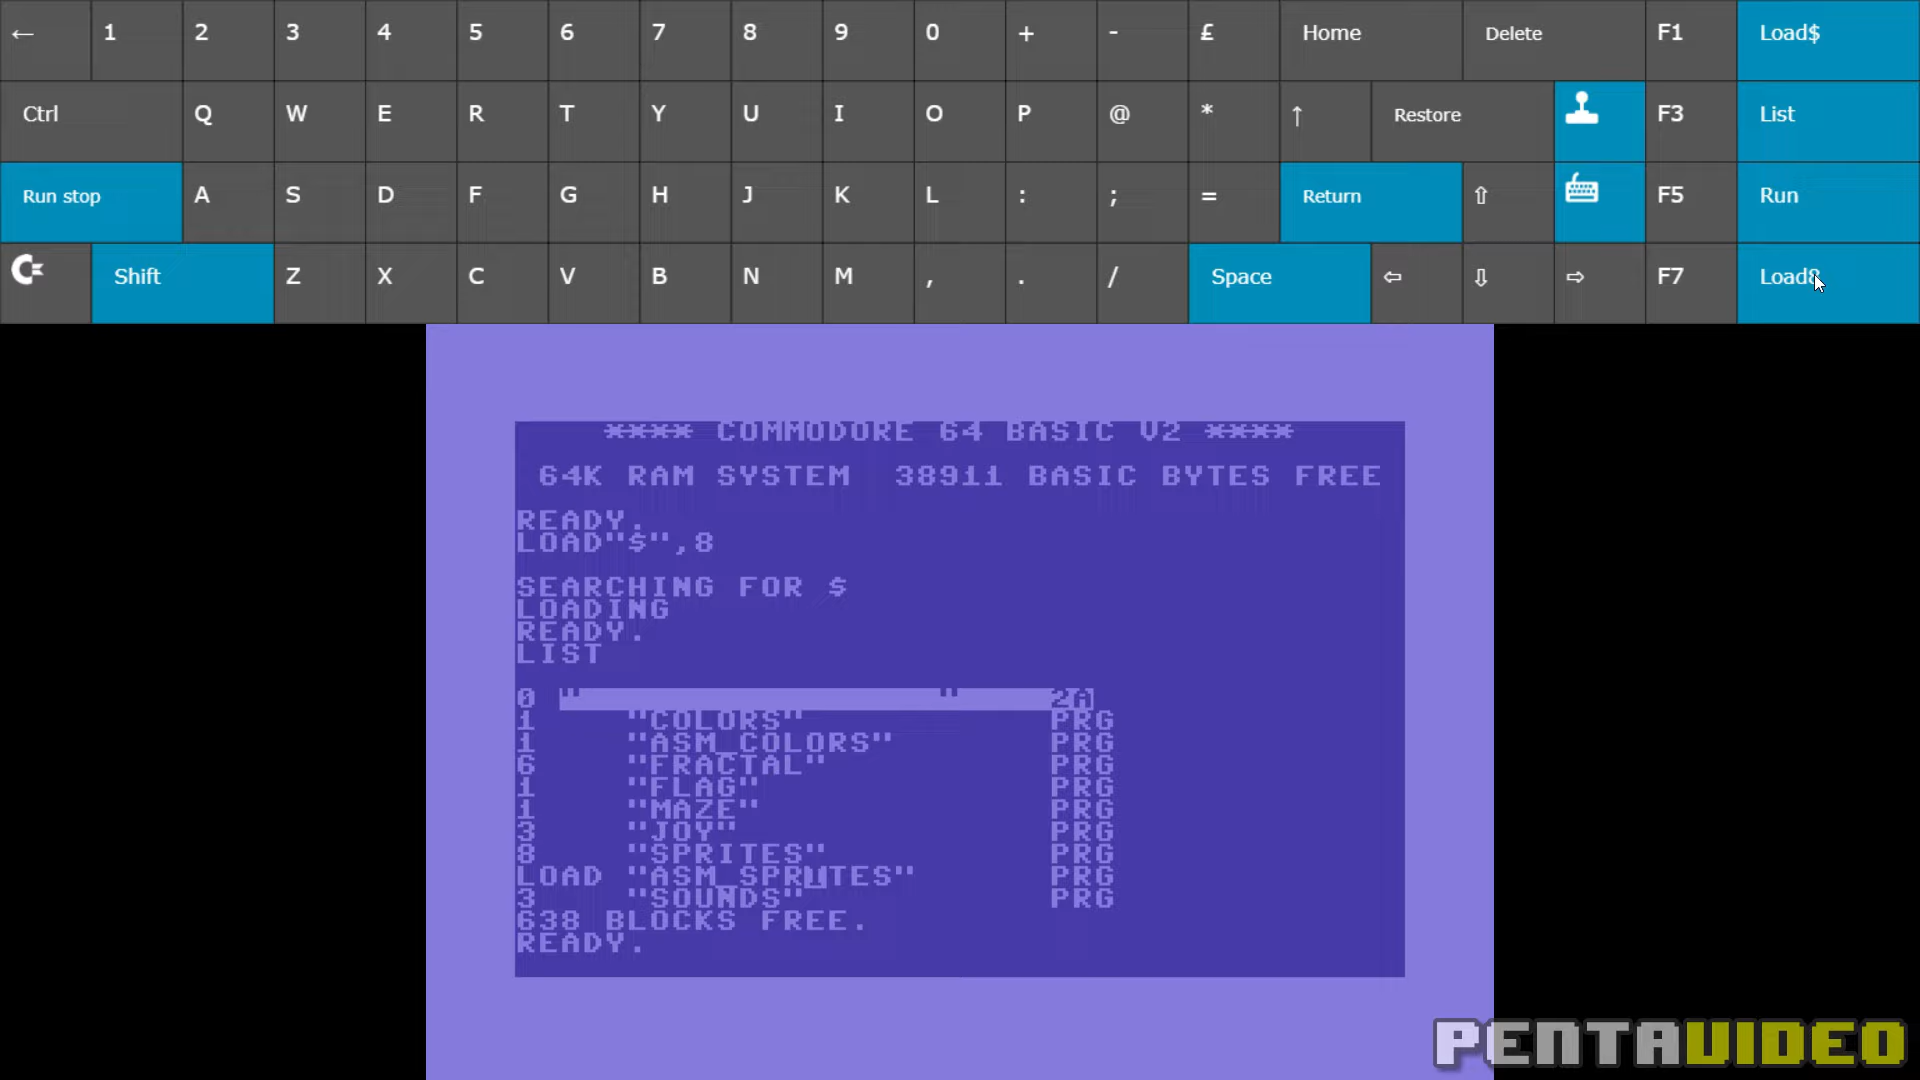 ← 1 2 3 4 5 6 7 8 9 0 + - £ Home Delete F1 Load$
Ctrl Q W E R T Y U I O P @ * ↑ Restore F3 List
Run stop A S D F G H J K L : ; = Return ⇧ F5 Run
Shift Z X C V B N M , . / Space ⇦ ⇩ ⇨ F7 Load8
**** COMMODORE 64 BASIC V2 ****
64K RAM SYSTEM 38911 BASIC BYTES FREE
READY.
LOAD"$",8
SEARCHING FOR $
LOADING
READY.
LIST
0 " " 2A
1 "COLORS" PRG
1 "ASM_COLORS" PRG
6 "FRACTAL" PRG
1 "FLAG" PRG
1 "MAZE" PRG
3 "JOY" PRG
8 "SPRITES" PRG
LOAD "ASM_SPRITES" PRG
3 "SOUNDS" PRG
638 BLOCKS FREE.
READY.
PENTAVIDEO